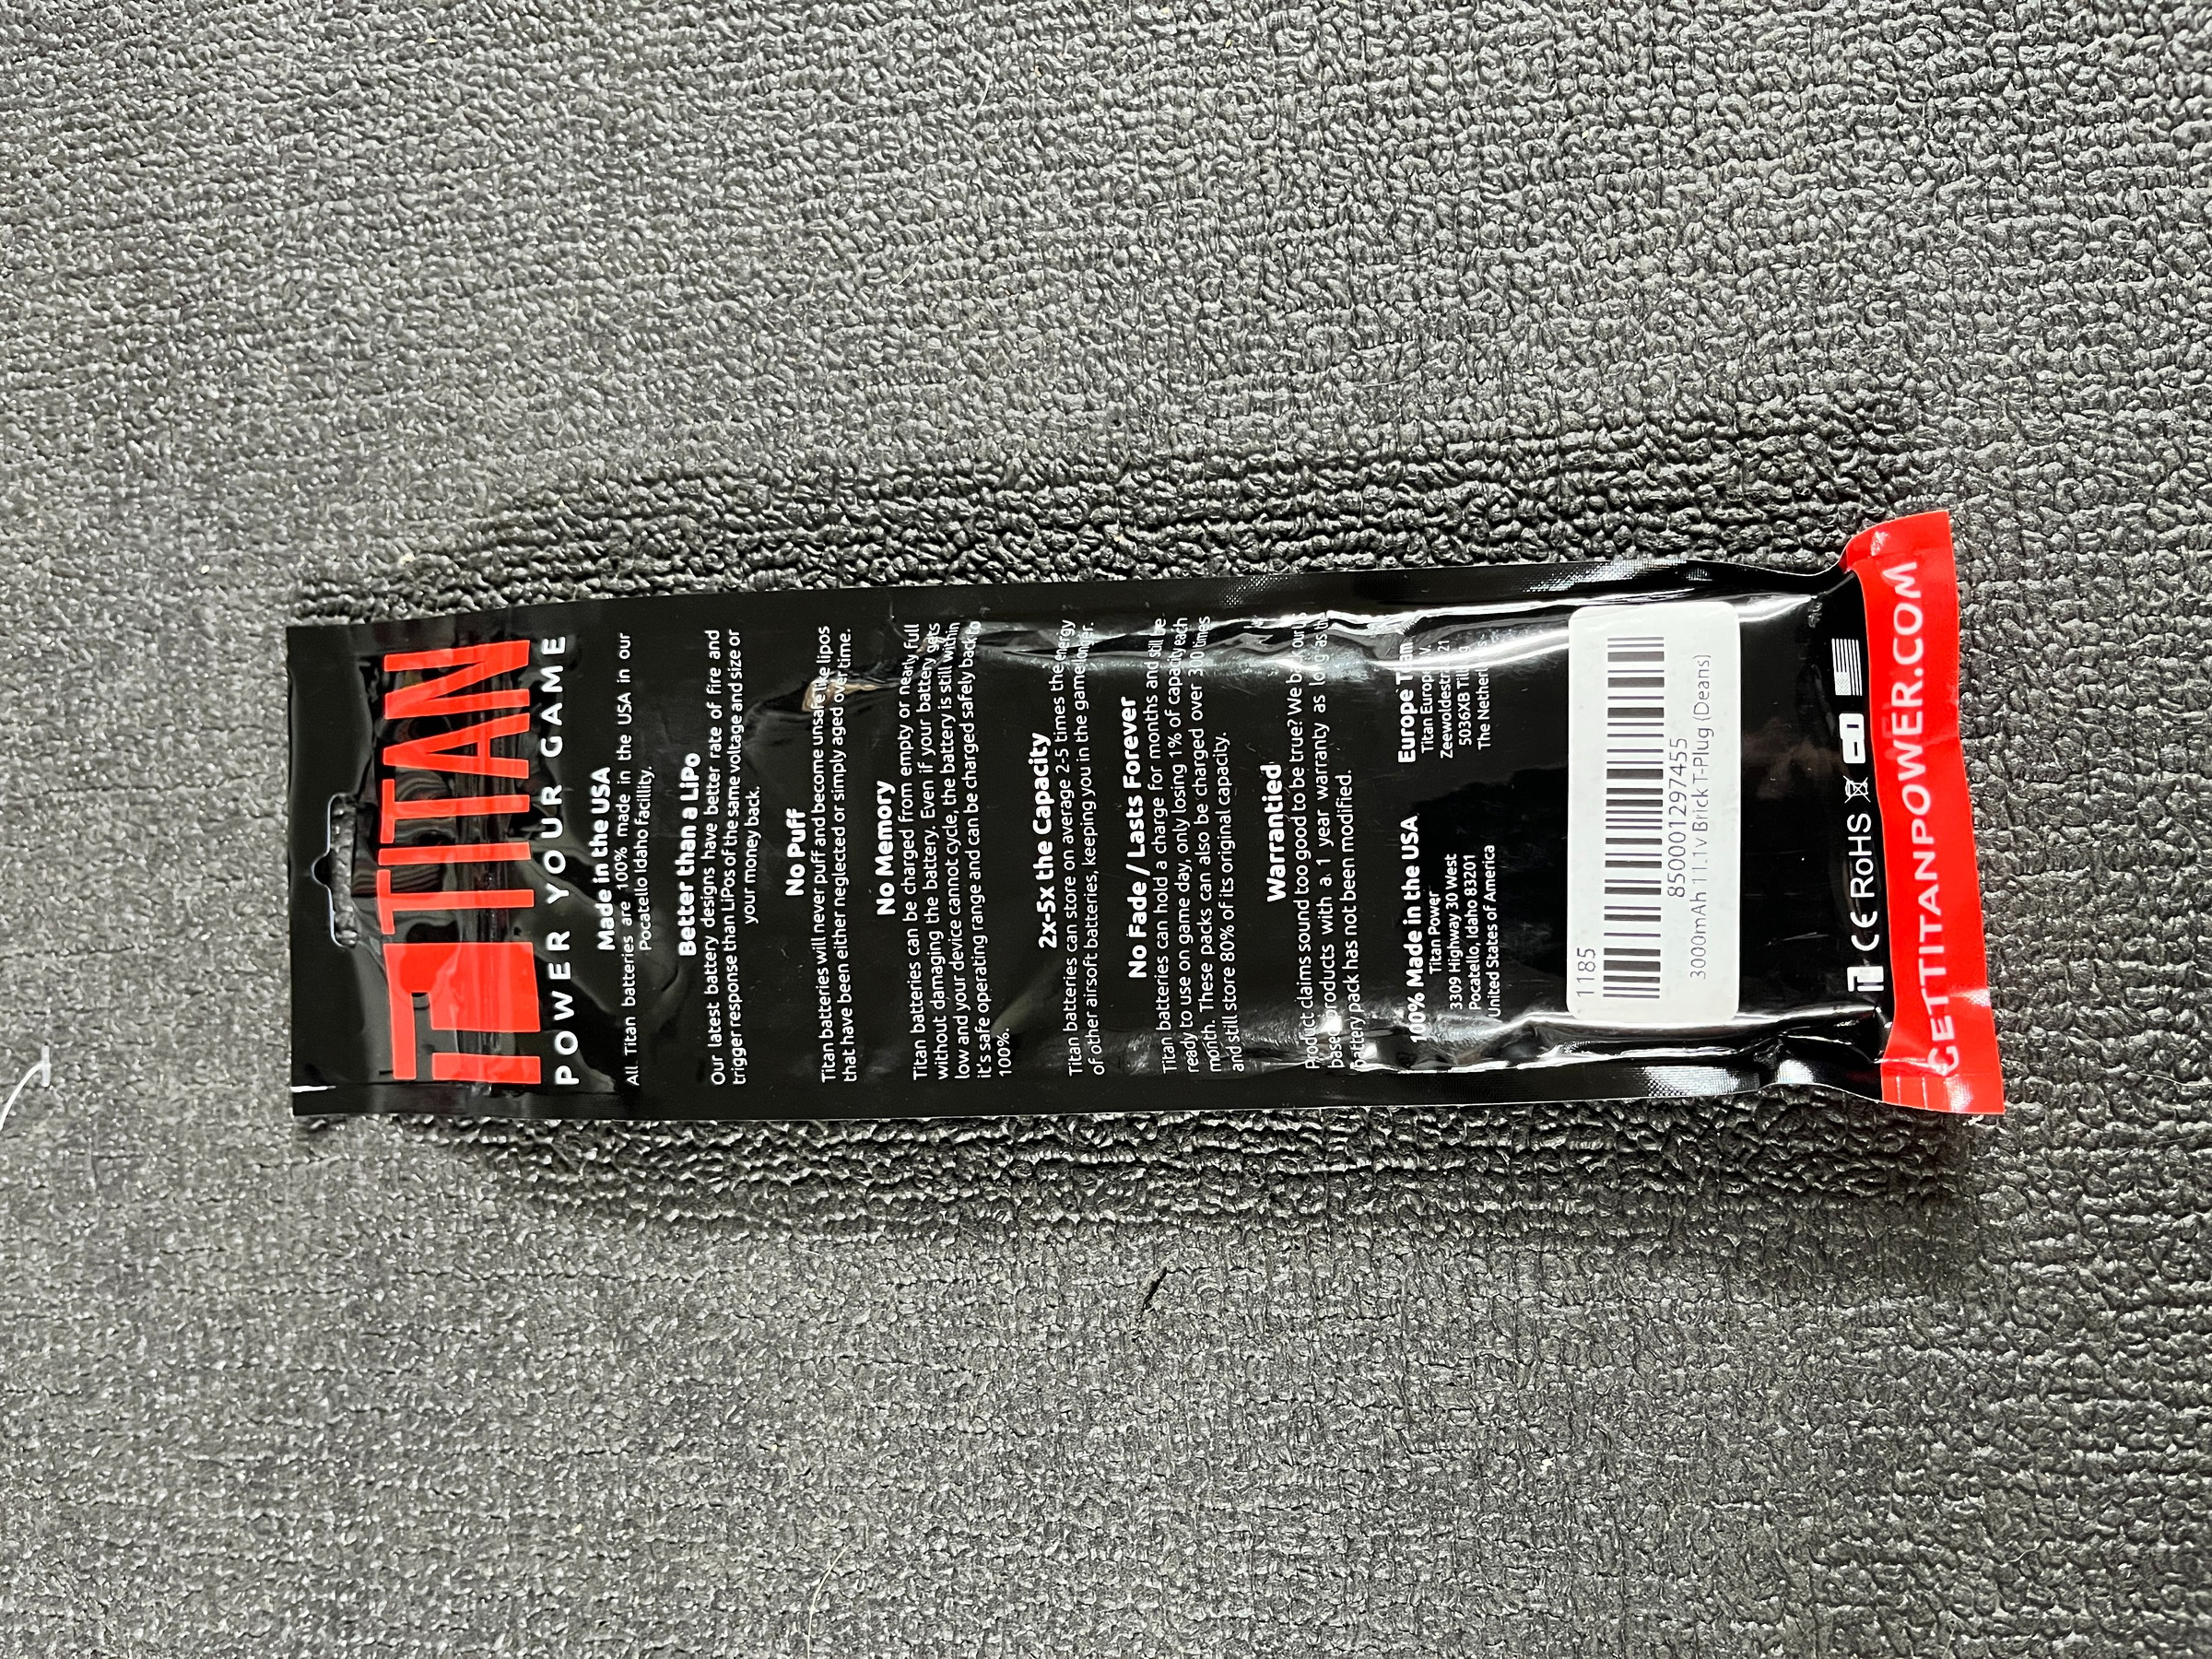 TITAN
POWER YOUR GAME
Made in the USA
All Titan batteries are 100% made in the USA in our
Pocatello Idaho facillity.
Better than a LiPo
Our latest battery designs have better rate of fire and
trigger response than LiPos of the same voltage and size or
your money back.
No Puff
Titan batteries will never puff and become unsafe like lipos
that have been either neglected or simply aged over time.
No Memory
Titan batteries can be charged from empty or nearly full
without damaging the battery. Even if your battery gets
low and your device cannot cycle, the battery is still within
it's safe operating range and can be charged safely back to
100%.
2x-5x the Capacity
Titan batteries can store on average 2-5 times the energy
of other airsoft batteries, keeping you in the game longer.
No Fade / Lasts Forever
Titan batteries can hold a charge for months and still be
ready to use on game day, only losing 1% of capacity each
month. These packs can also be charged over 300 times
and still store 80% of its original capacity.
Warrantied
Product claims sound too good to be true? We back our
products with a 1 year warranty as long as
battery pack has not been modified.
100% Made in the USA
Titan Power
3309 Highway 30 West
Pocatello, Idaho 83201
United States of America
Europe Team
Titan Europe
5036XB
The
1185
850001297455
3000mAh 11.1v Brick T-Plug (Deans)
CE RoHS
GETTITANPOWER.COM